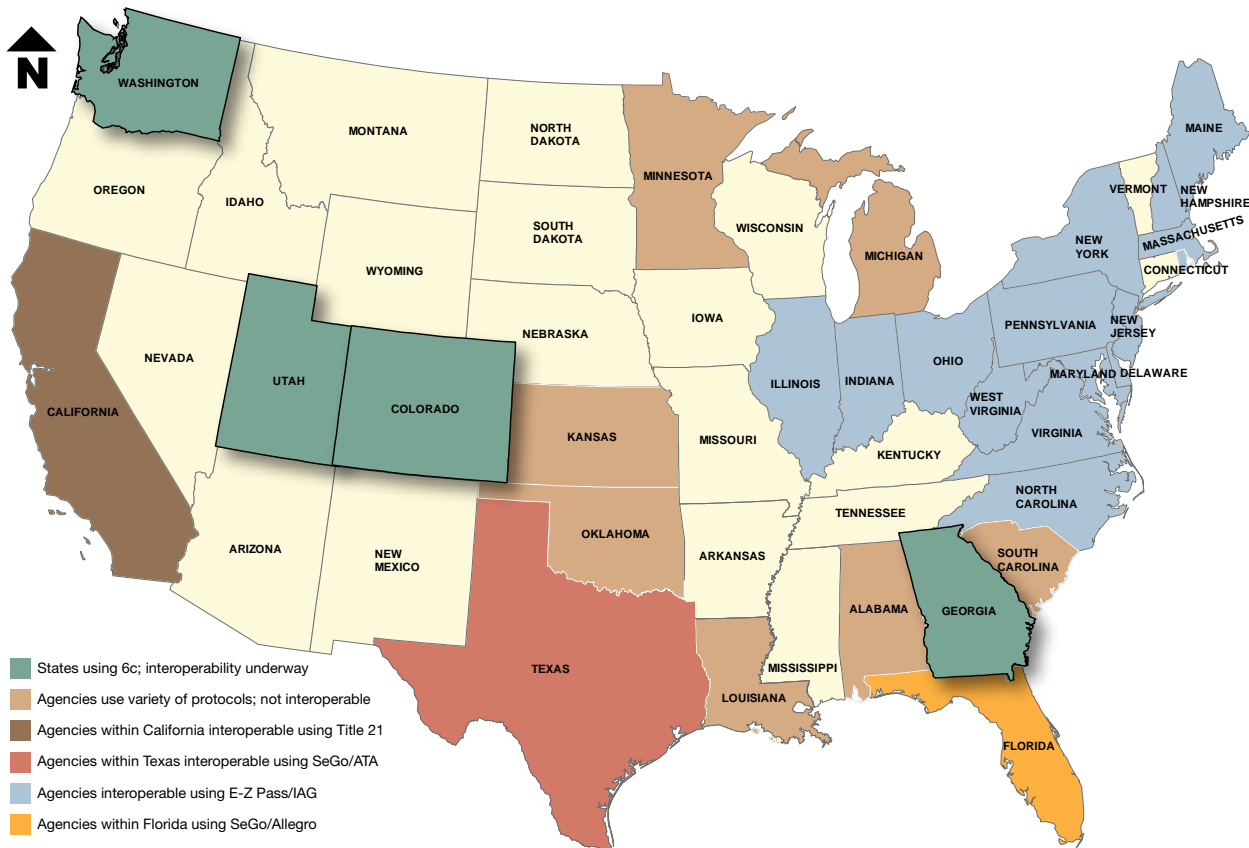 N
WASHINGTON
MONTANA
NORTH
DAKOTA
MINNESOTA
MAINE
OREGON
IDAHO
SOUTH
DAKOTA
WISCONSIN
MICHIGAN
VERMONT
NEW
HAMPSHIRE
MASSACHUSETTS
NEW
YORK
CONNECTICUT
WYOMING
IOWA
NEBRASKA
PENNSYLVANIA
NEW
JERSEY
NEVADA
UTAH
COLORADO
ILLINOIS
INDIANA
OHIO
MARYLAND
DELAWARE
WEST
VIRGINIA
VIRGINIA
CALIFORNIA
KANSAS
MISSOURI
KENTUCKY
NORTH
CAROLINA
TENNESSEE
ARIZONA
NEW
MEXICO
OKLAHOMA
ARKANSAS
SOUTH
CAROLINA
ALABAMA
GEORGIA
MISSISSIPPI
TEXAS
LOUISIANA
FLORIDA
States using 6c; interoperability underway
Agencies use variety of protocols; not interoperable
Agencies within California interoperable using Title 21
Agencies within Texas interoperable using SeGo/ATA
Agencies interoperable using E-Z Pass/IAG
Agencies within Florida using SeGo/Allegro